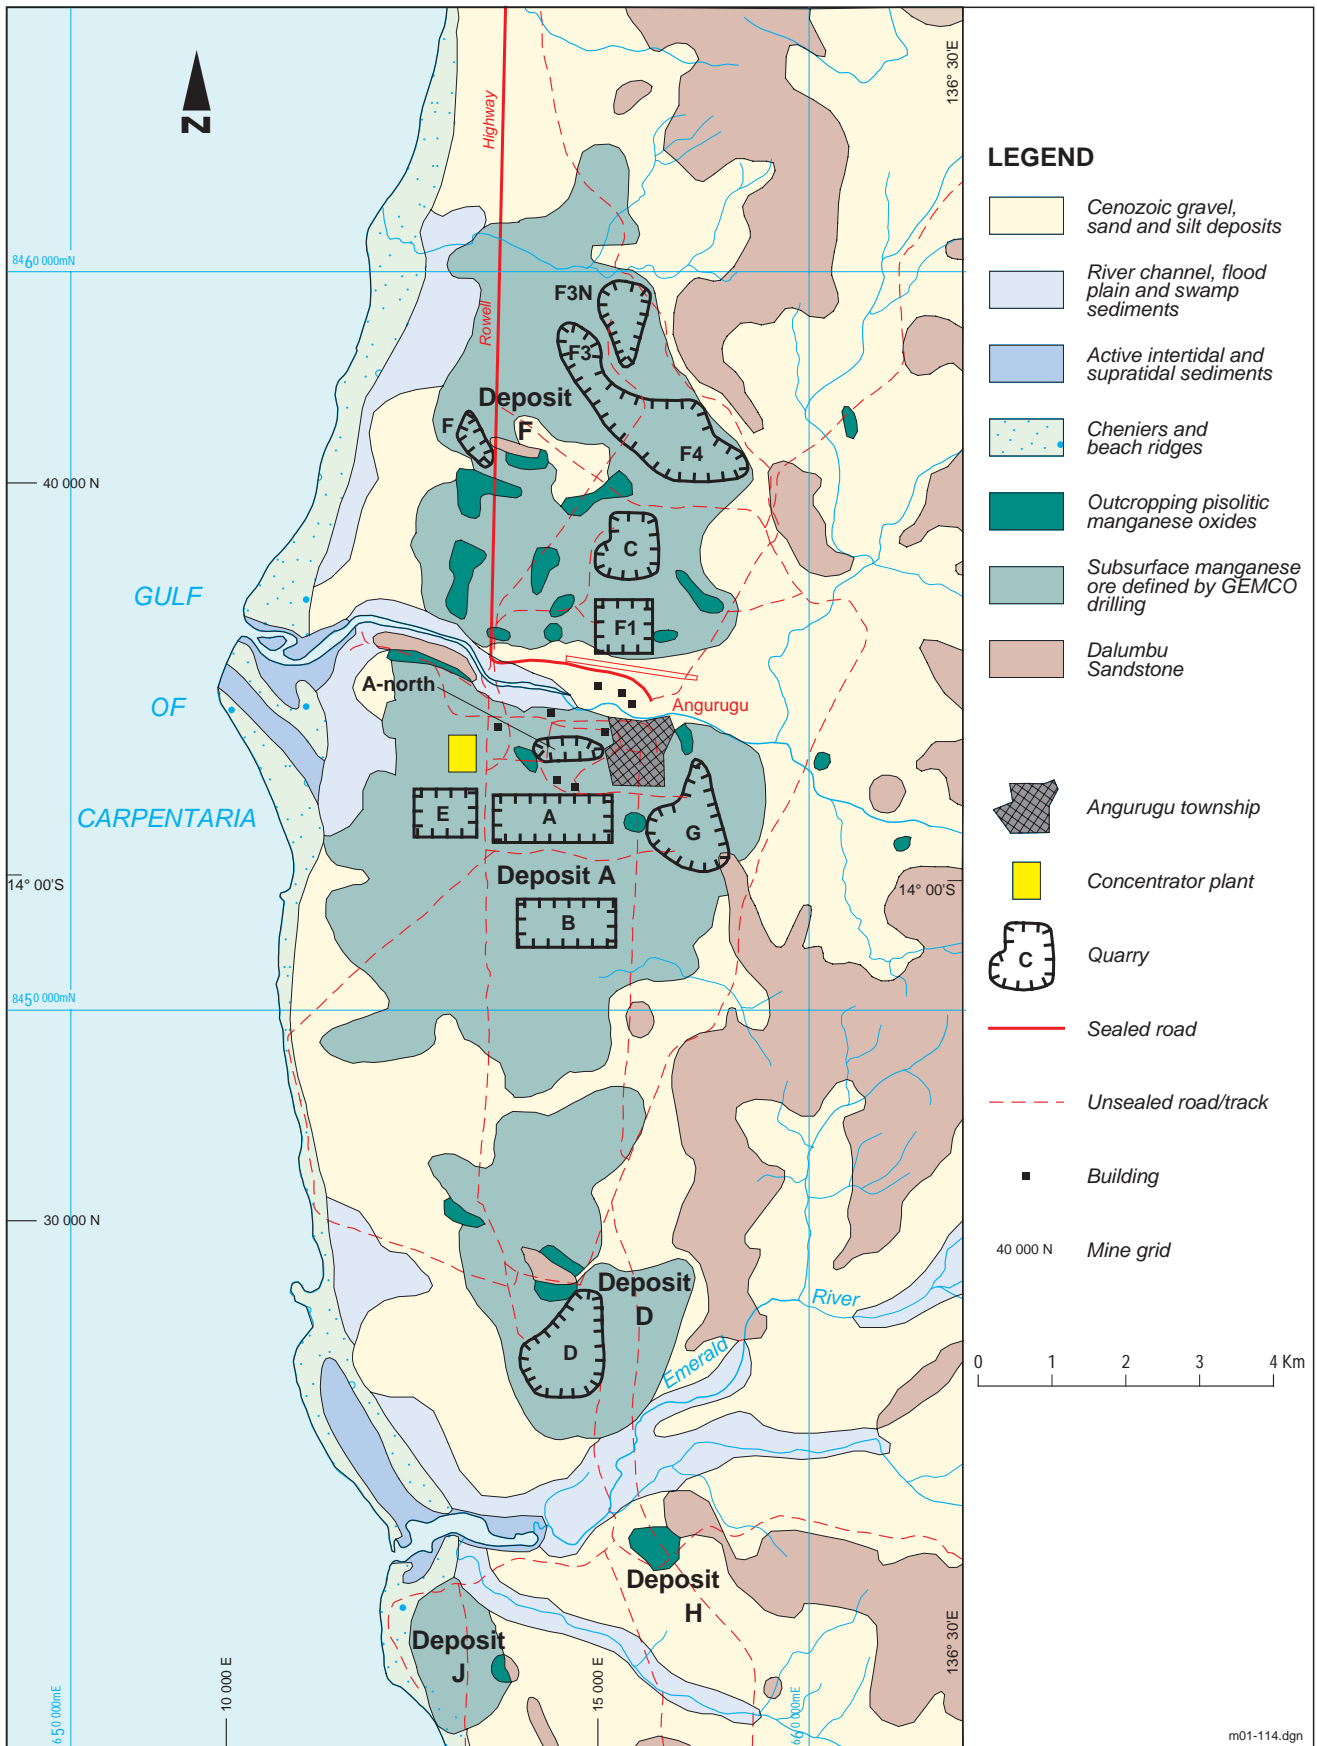 N
Highway
Rowell
136° 30'E
8460 000mN
F3N
F3
Deposit
F
F
F4
40 000 N
C
F1
GULF
OF
CARPENTARIA
A-north
Angurugu
E
A
G
Deposit A
14° 00'S
14° 00'S
B
8450 000mN
30 000 N
Deposit
D
D
River
Emerald
Deposit
H
Deposit
J
136° 30'E
650 000mE
10 000 E
15 000 E
660 000mE
LEGEND
Cenozoic gravel,
sand and silt deposits
River channel, flood
plain and swamp
sediments
Active intertidal and
supratidal sediments
Cheniers and
beach ridges
Outcropping pisolitic
manganese oxides
Subsurface manganese
ore defined by GEMCO
drilling
Dalumbu
Sandstone
Angurugu township
Concentrator plant
C
Quarry
Sealed road
Unsealed road/track
Building
40 000 N
Mine grid
0 1 2 3 4 Km
m01-114.dgn